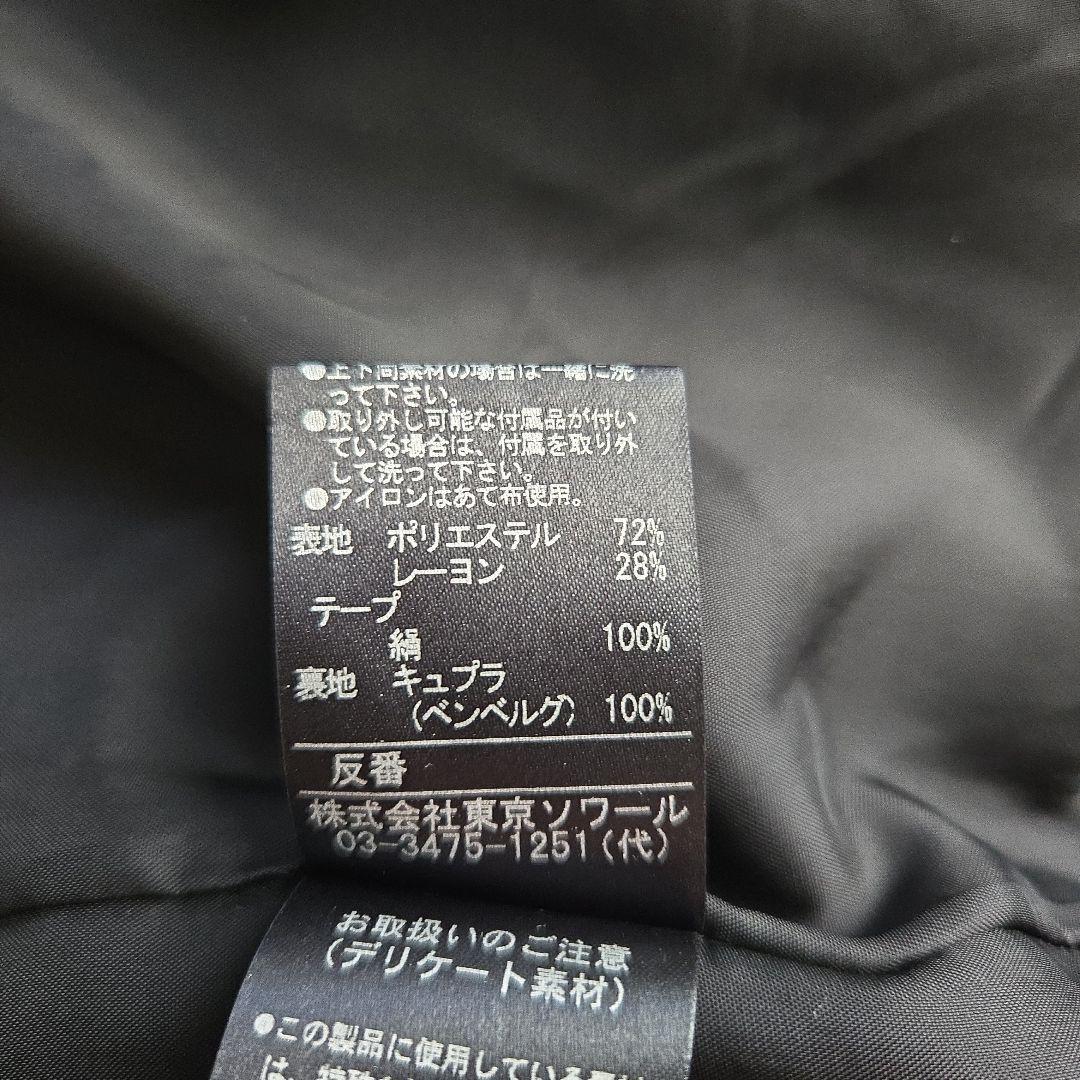 ●上下同素材の場合は一緒に洗
って下さい。
●取り外し可能な付属品が付い
ている場合は、付属を取り外
して洗って下さい。
●アイロンはあて布使用。
表地 ポリエステル 72%
レーヨン 28%
テープ
絹 100%
裏地 キュプラ
(ベンベルグ) 100%
反番
株式会社東京ソワール
03-3475-1251(代)
お取扱いのご注意
(デリケート素材)
●この製品に使用している
は、特殊